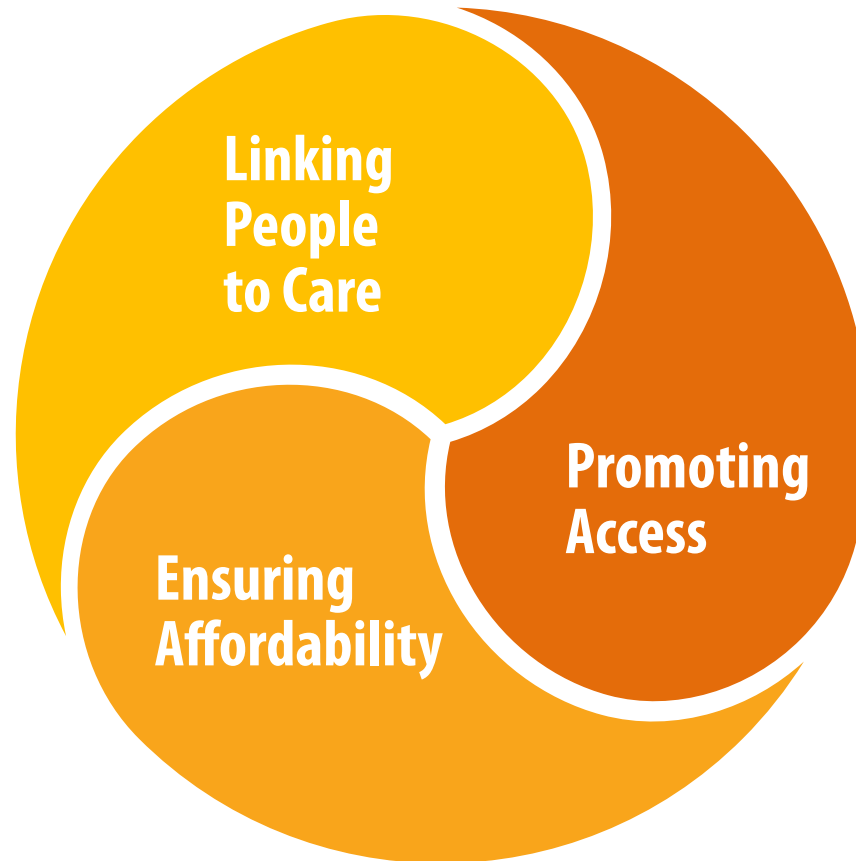 Linking
People
to Care
Promoting
Access
Ensuring
Affordability